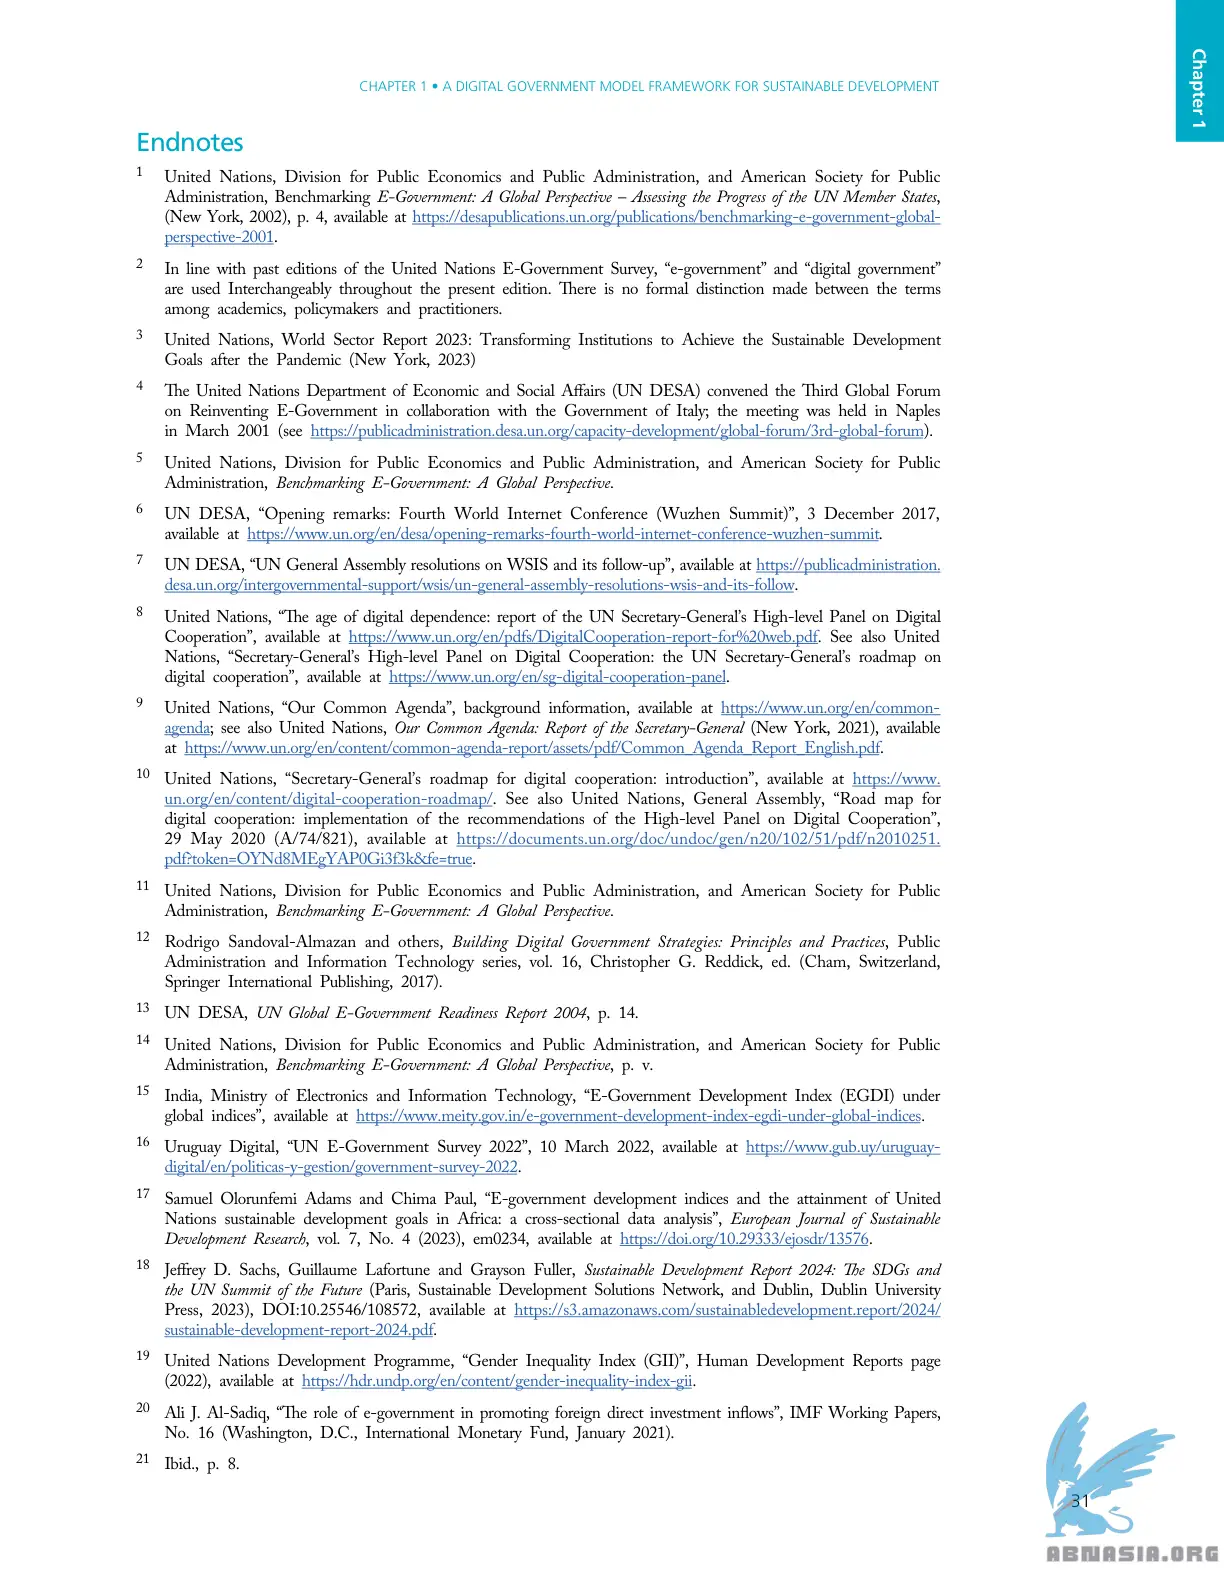 Chapter 1
CHAPTER 1 • A DIGITAL GOVERNMENT MODEL FRAMEWORK FOR SUSTAINABLE DEVELOPMENT
Endnotes
1 United Nations, Division for Public Economics and Public Administration, and American Society for Public
Administration, Benchmarking E-Government: A Global Perspective – Assessing the Progress of the UN Member States,
(New York, 2002), p. 4, available at https://desapublications.un.org/publications/benchmarking-e-government-global-
perspective-2001.
2 In line with past editions of the United Nations E-Government Survey, “e-government” and “digital government”
are used Interchangeably throughout the present edition. There is no formal distinction made between the terms
among academics, policymakers and practitioners.
3 United Nations, World Sector Report 2023: Transforming Institutions to Achieve the Sustainable Development
Goals after the Pandemic (New York, 2023)
4 The United Nations Department of Economic and Social Affairs (UN DESA) convened the Third Global Forum
on Reinventing E-Government in collaboration with the Government of Italy; the meeting was held in Naples
in March 2001 (see https://publicadministration.desa.un.org/capacity-development/global-forum/3rd-global-forum).
5 United Nations, Division for Public Economics and Public Administration, and American Society for Public
Administration, Benchmarking E-Government: A Global Perspective.
6 UN DESA, “Opening remarks: Fourth World Internet Conference (Wuzhen Summit)”, 3 December 2017,
available at https://www.un.org/en/desa/opening-remarks-fourth-world-internet-conference-wuzhen-summit.
7 UN DESA, “UN General Assembly resolutions on WSIS and its follow-up”, available at https://publicadministration.
desa.un.org/intergovernmental-support/wsis/un-general-assembly-resolutions-wsis-and-its-follow.
8 United Nations, “The age of digital dependence: report of the UN Secretary-General’s High-level Panel on Digital
Cooperation”, available at https://www.un.org/en/pdfs/DigitalCooperation-report-for%20web.pdf. See also United
Nations, “Secretary-General’s High-level Panel on Digital Cooperation: the UN Secretary-General’s roadmap on
digital cooperation”, available at https://www.un.org/en/sg-digital-cooperation-panel.
9 United Nations, “Our Common Agenda”, background information, available at https://www.un.org/en/common-
agenda; see also United Nations, Our Common Agenda: Report of the Secretary-General (New York, 2021), available
at https://www.un.org/en/content/common-agenda-report/assets/pdf/Common_Agenda_Report_English.pdf.
10 United Nations, “Secretary-General’s roadmap for digital cooperation: introduction”, available at https://www.
un.org/en/content/digital-cooperation-roadmap/. See also United Nations, General Assembly, “Road map for
digital cooperation: implementation of the recommendations of the High-level Panel on Digital Cooperation”,
29 May 2020 (A/74/821), available at https://documents.un.org/doc/undoc/gen/n20/102/51/pdf/n2010251.
pdf?token=OYNd8MEgYAP0Gi3f3k&fe=true.
11 United Nations, Division for Public Economics and Public Administration, and American Society for Public
Administration, Benchmarking E-Government: A Global Perspective.
12 Rodrigo Sandoval-Almazan and others, Building Digital Government Strategies: Principles and Practices, Public
Administration and Information Technology series, vol. 16, Christopher G. Reddick, ed. (Cham, Switzerland,
Springer International Publishing, 2017).
13 UN DESA, UN Global E-Government Readiness Report 2004, p. 14.
14 United Nations, Division for Public Economics and Public Administration, and American Society for Public
Administration, Benchmarking E-Government: A Global Perspective, p. v.
15 India, Ministry of Electronics and Information Technology, “E-Government Development Index (EGDI) under
global indices”, available at https://www.meity.gov.in/e-government-development-index-egdi-under-global-indices.
16 Uruguay Digital, “UN E-Government Survey 2022”, 10 March 2022, available at https://www.gub.uy/uruguay-
digital/en/politicas-y-gestion/government-survey-2022.
17 Samuel Olorunfemi Adams and Chima Paul, “E-government development indices and the attainment of United
Nations sustainable development goals in Africa: a cross-sectional data analysis”, European Journal of Sustainable
Development Research, vol. 7, No. 4 (2023), em0234, available at https://doi.org/10.29333/ejosdr/13576.
18 Jeffrey D. Sachs, Guillaume Lafortune and Grayson Fuller, Sustainable Development Report 2024: The SDGs and
the UN Summit of the Future (Paris, Sustainable Development Solutions Network, and Dublin, Dublin University
Press, 2023), DOI:10.25546/108572, available at https://s3.amazonaws.com/sustainabledevelopment.report/2024/
sustainable-development-report-2024.pdf.
19 United Nations Development Programme, “Gender Inequality Index (GII)”, Human Development Reports page
(2022), available at https://hdr.undp.org/en/content/gender-inequality-index-gii.
20 Ali J. Al-Sadiq, “The role of e-government in promoting foreign direct investment inflows”, IMF Working Papers,
No. 16 (Washington, D.C., International Monetary Fund, January 2021).
21 Ibid., p. 8.
31
ABNASIA.ORG